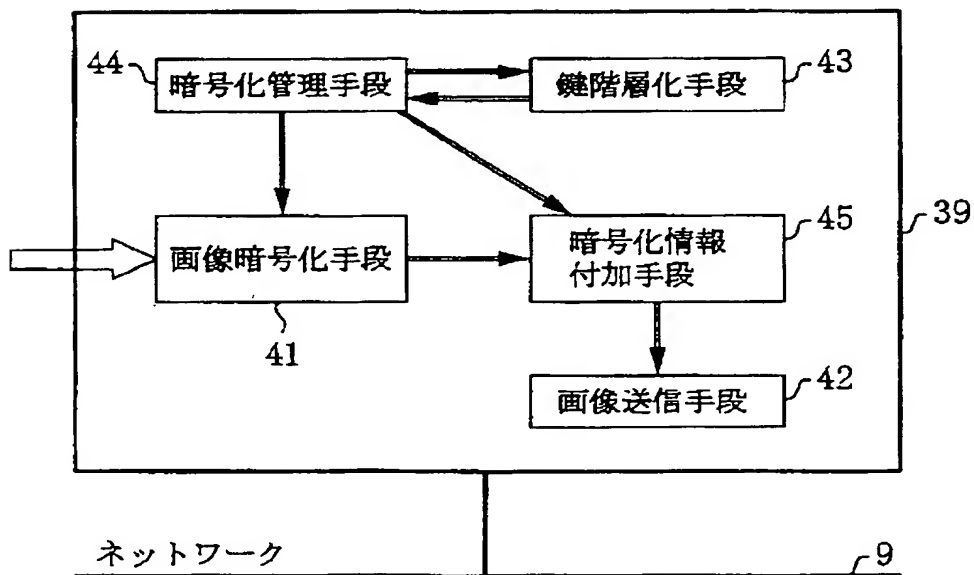 44
暗号化管理手段
鍵階層化手段
43
画像暗号化手段
41
暗号化情報
付加手段
45
39
画像送信手段
42
ネットワーク
9